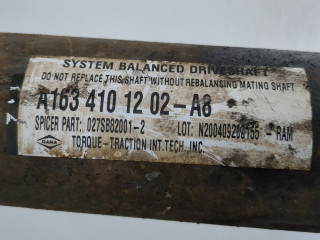 SYSTEM BALANCED DRIVESHAFT
DO NOT REPLACE THIS SHAFT WITHOUT REBALANCING MATING SHAFT
A163 410 12 02-A8
SPICER PART: 027SB82001-2 LOT: - RAM
DANA
TORQUE-TRACTION INT.TECH., INC.